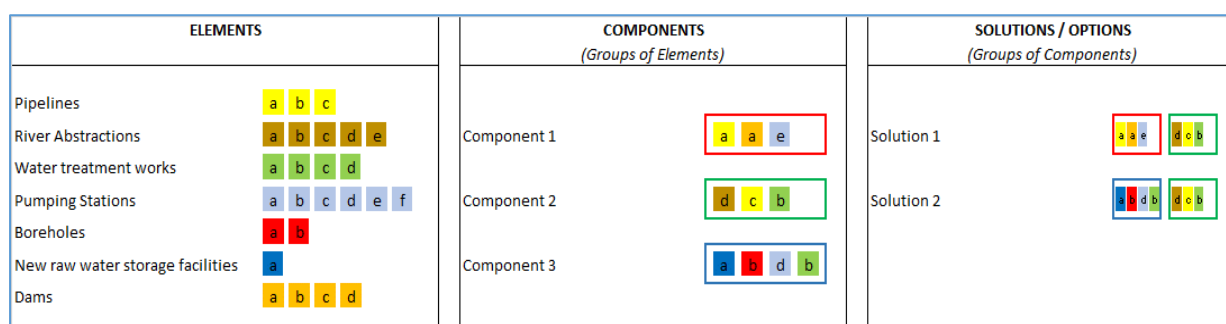 ELEMENTS
Pipelines a b c
River Abstractions a b c d e
Water treatment works a b c d
Pumping Stations a b c d e f
Boreholes a b
New raw water storage facilities a
Dams a b c d
COMPONENTS
(Groups of Elements)
Component 1 a a e
Component 2 d c b
Component 3 a b d b
SOLUTIONS / OPTIONS
(Groups of Components)
Solution 1 a a e d c b
Solution 2 a b d b d c b